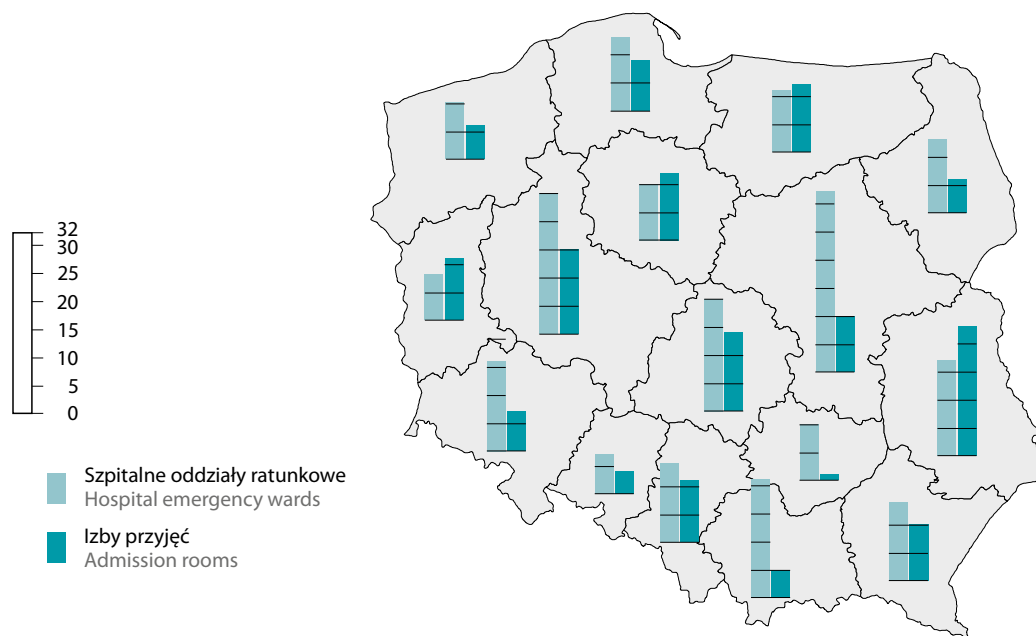 32
30
25
20
15
10
5
0
Szpitalne oddziały ratunkowe
Hospital emergency wards
Izby przyjęć
Admission rooms